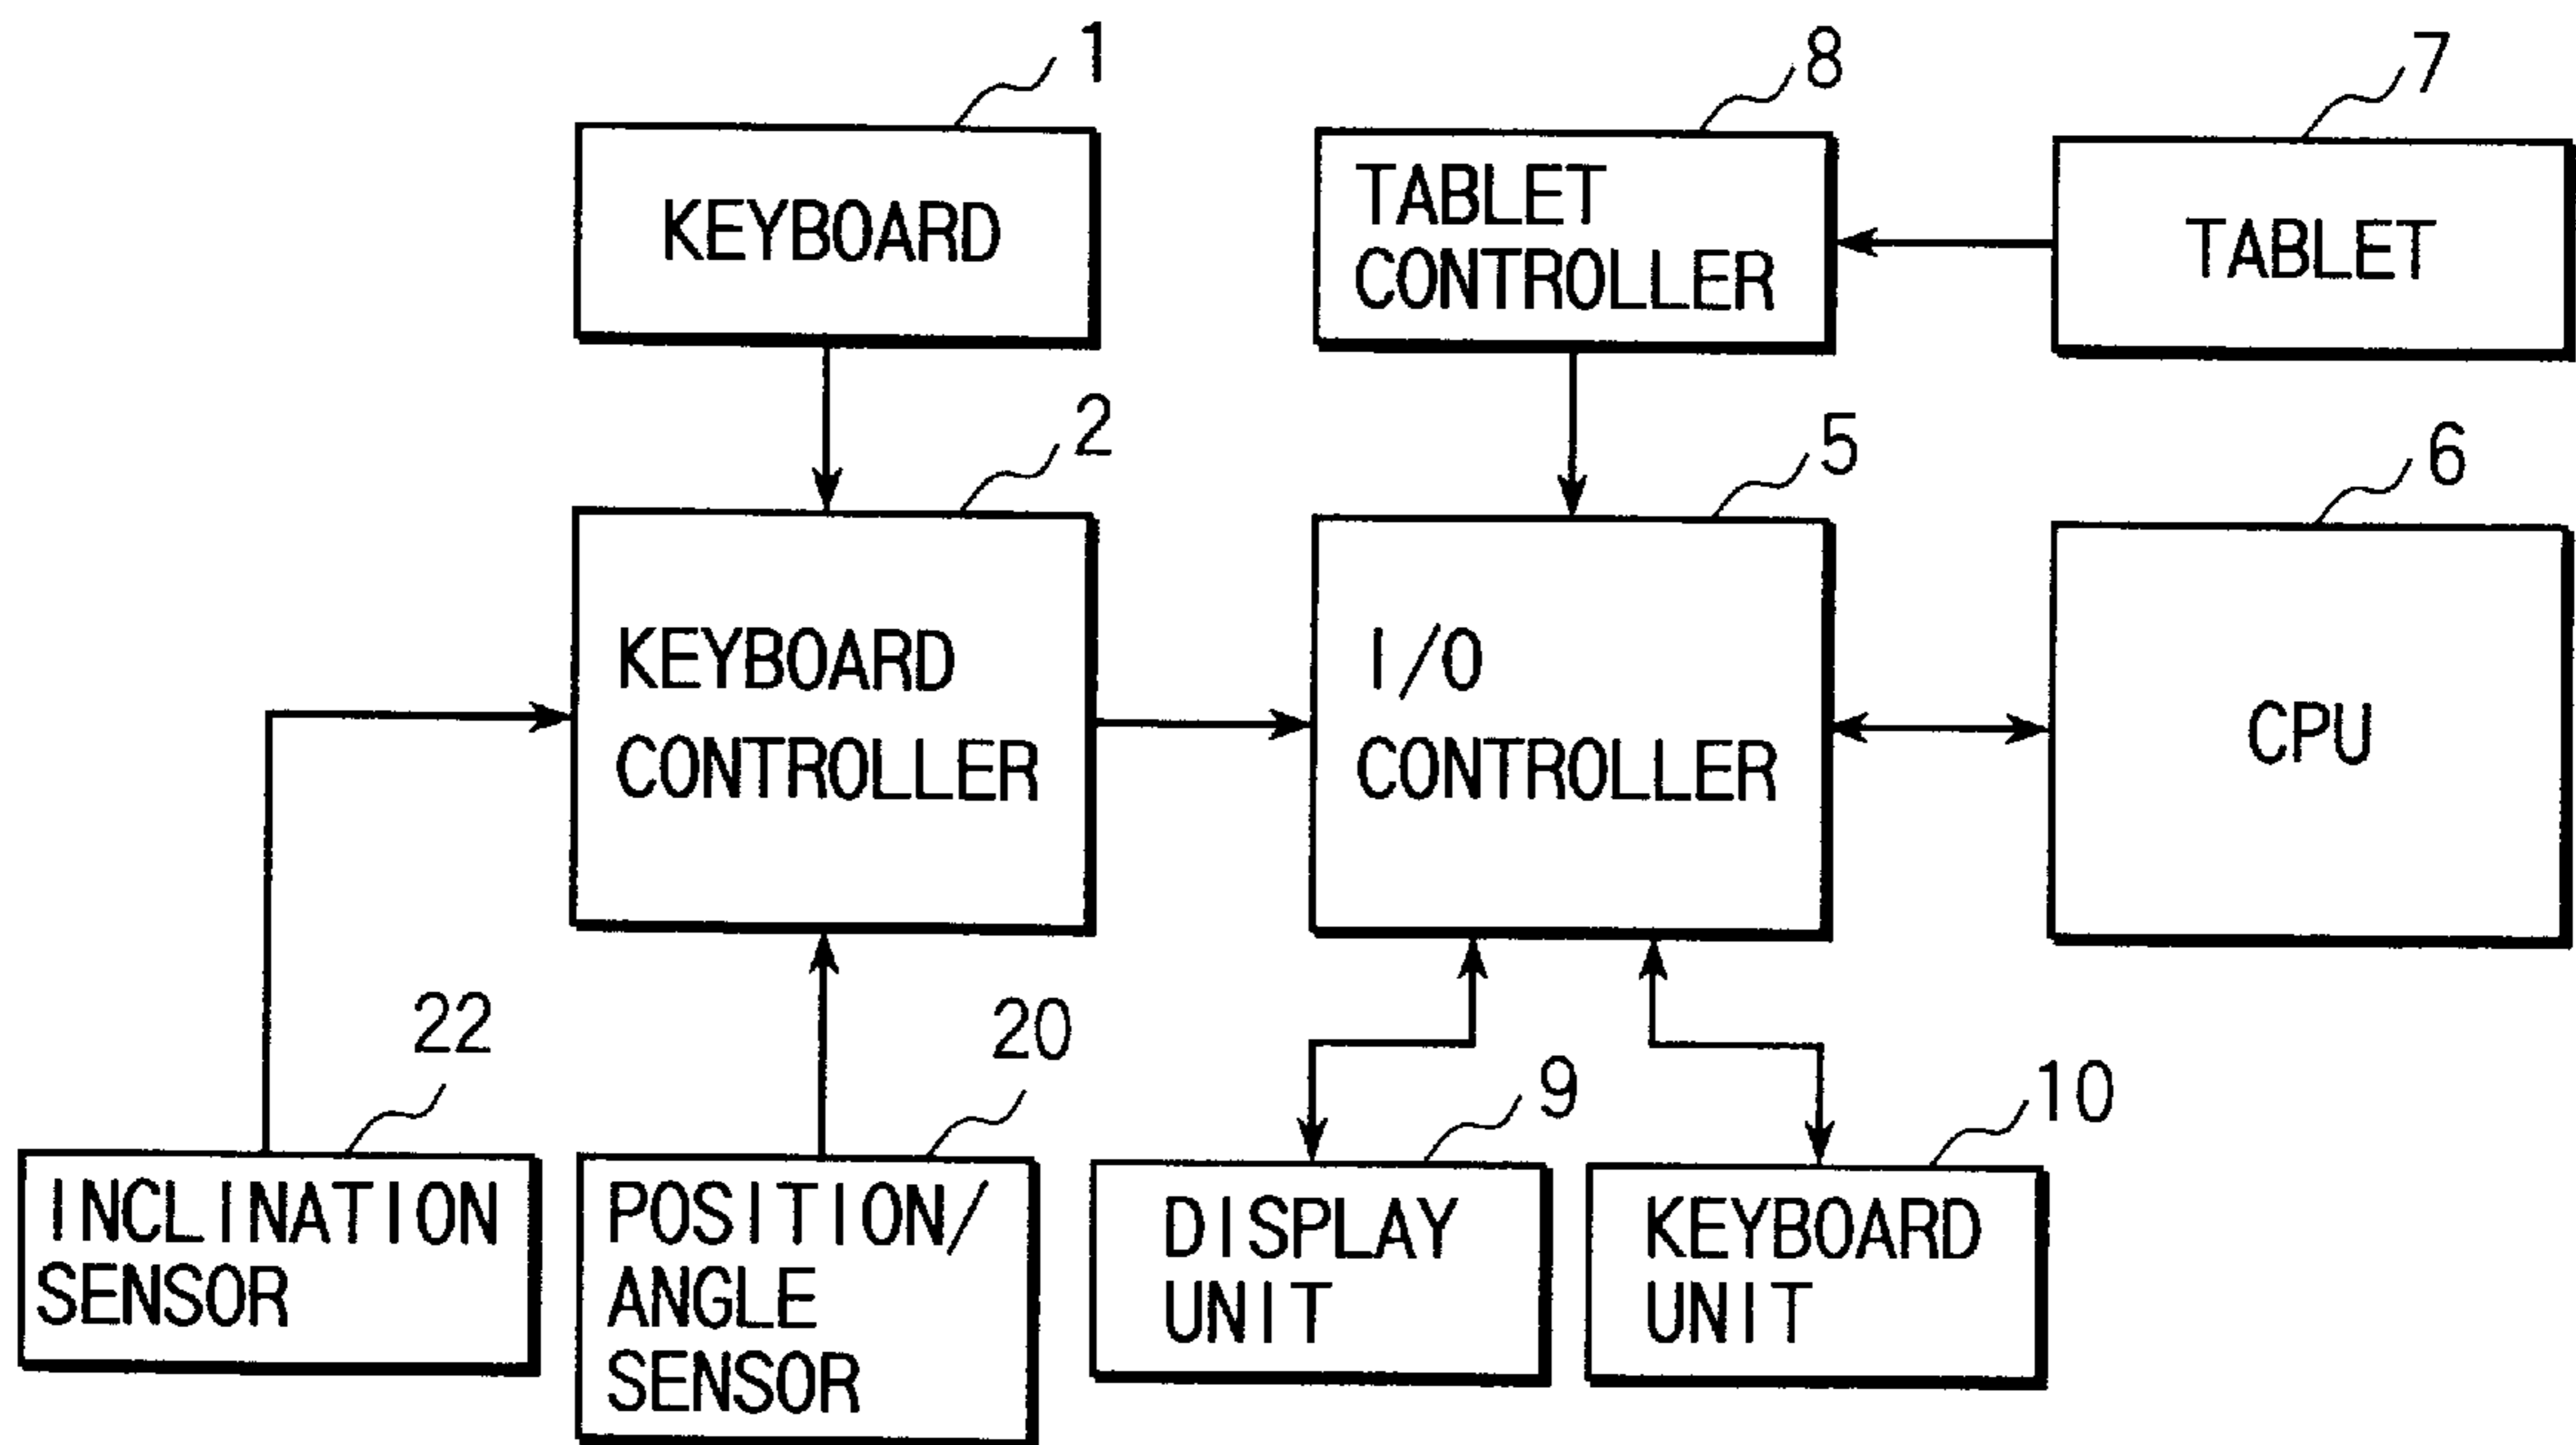 1
8
7
KEYBOARD
TABLET
CONTROLLER
TABLET
2
5
6
KEYBOARD
CONTROLLER
I/O
CONTROLLER
CPU
22
20
9
10
INCLINATION
SENSOR
POSITION/
ANGLE
SENSOR
DISPLAY
UNIT
KEYBOARD
UNIT